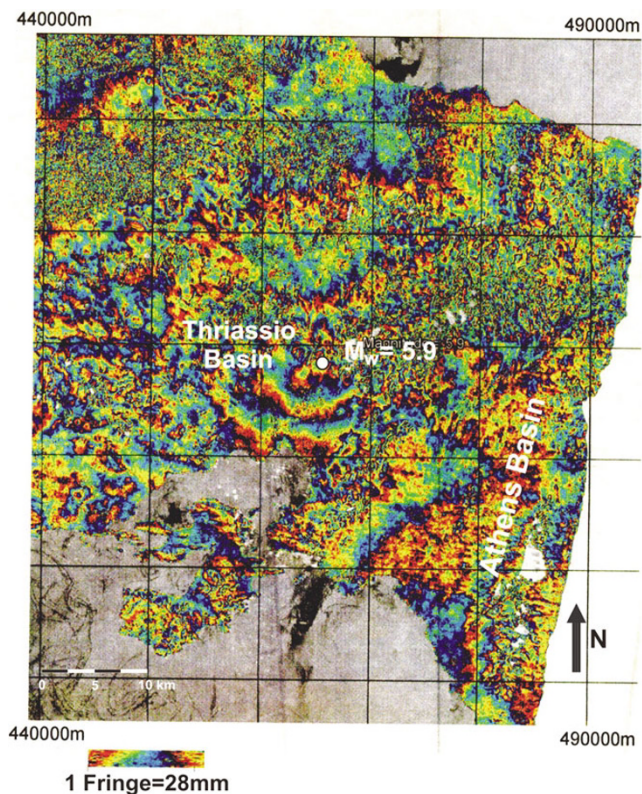 440000m 490000m
Thriassio
Basin
Mw= 5.9
Athens Basin
N
0 5 10 km
440000m 490000m
1 Fringe=28mm